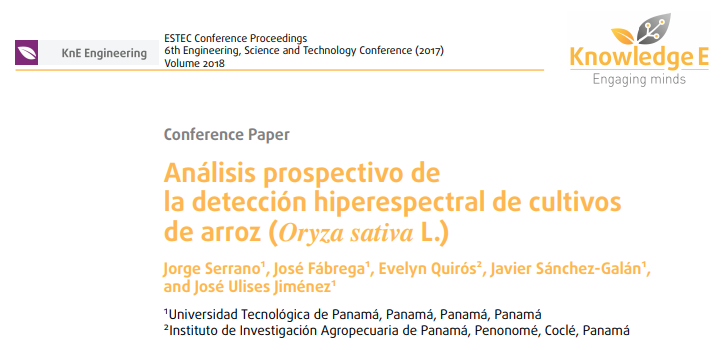 KnE Engineering
ESTEC Conference Proceedings
6th Engineering, Science and Technology Conference (2017)
Volume 2018
Knowledge E
Engaging minds
Conference Paper
Análisis prospectivo de
la detección hiperespectral de cultivos
de arroz (Oryza sativa L.)
Jorge Serrano¹, José Fábrega¹, Evelyn Quirós², Javier Sánchez-Galán¹,
and José Ulises Jiménez¹
¹Universidad Tecnológica de Panamá, Panamá, Panamá, Panamá
²Instituto de Investigación Agropecuaria de Panamá, Penonomé, Coclé, Panamá